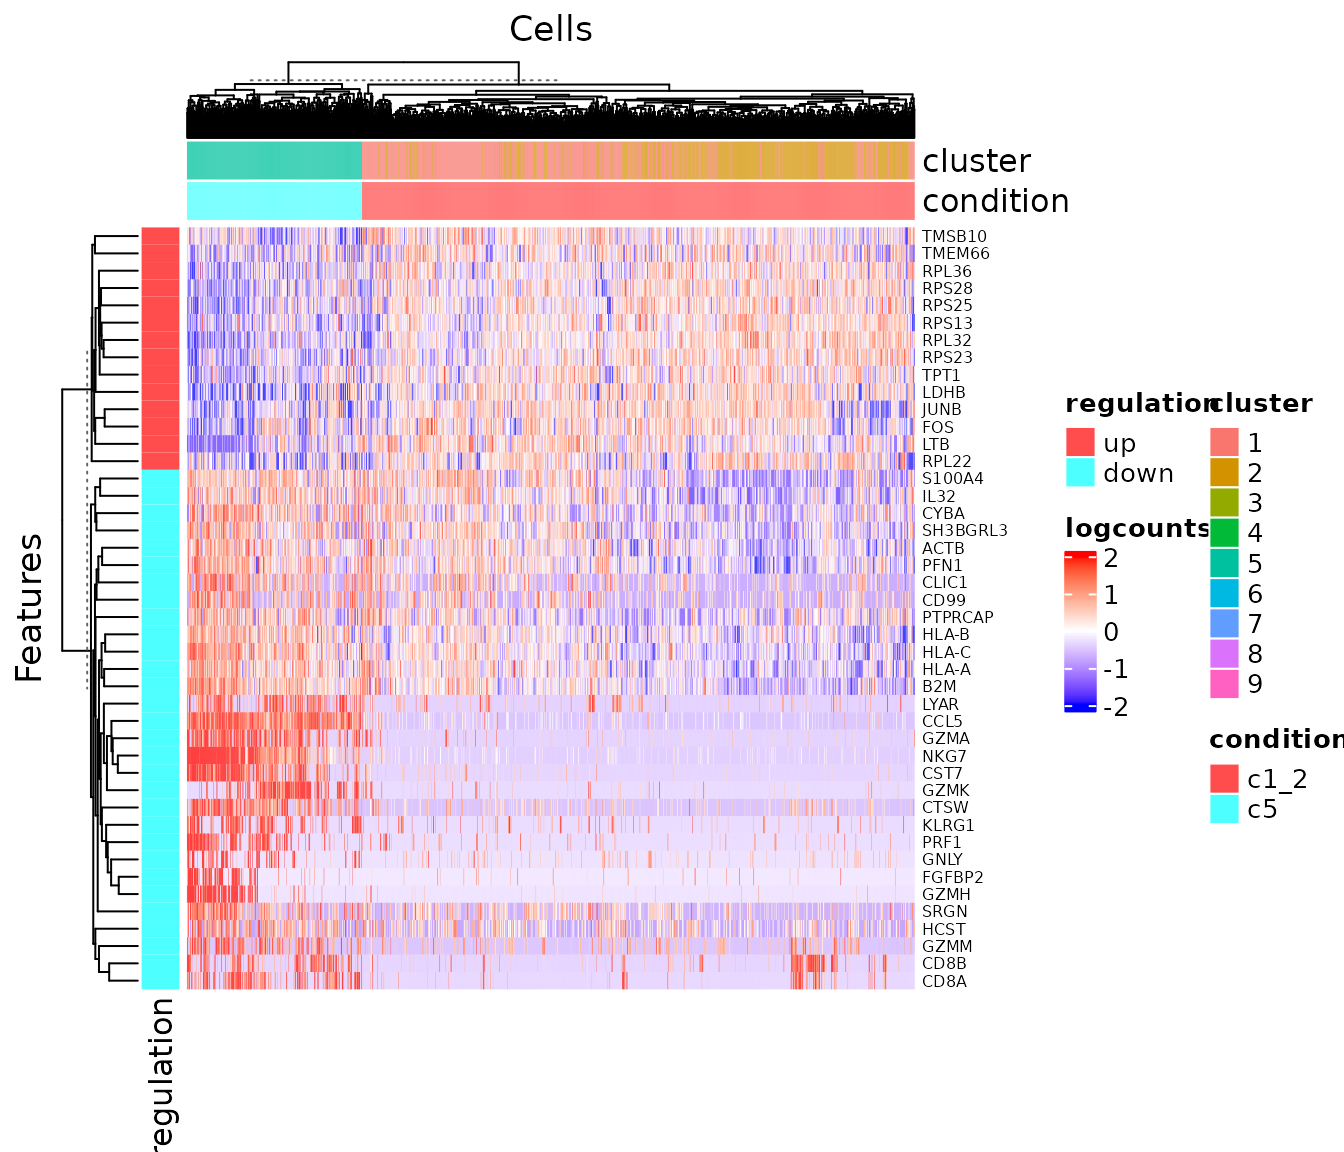 Cells
cluster
condition
TMSB10
TMEM66
RPL36
RPS28
RPS25
RPS13
RPL32
RPS23
TPT1
LDHB
JUNB
FOS
LTB
RPL22
S100A4
IL32
CYBA
SH3BGRL3
ACTB
PFN1
CLIC1
CD99
PTPRCAP
HLA-B
HLA-C
HLA-A
B2M
LYAR
CCL5
GZMA
NKG7
CST7
GZMK
CTSW
KLRG1
PRF1
GNLY
FGFBP2
GZMH
SRGN
HCST
GZMM
CD8B
CD8A
Features
regulation
regulation
up
down
logcounts
2
1
0
-1
-2
cluster
1
2
3
4
5
6
7
8
9
condition
c1_2
c5